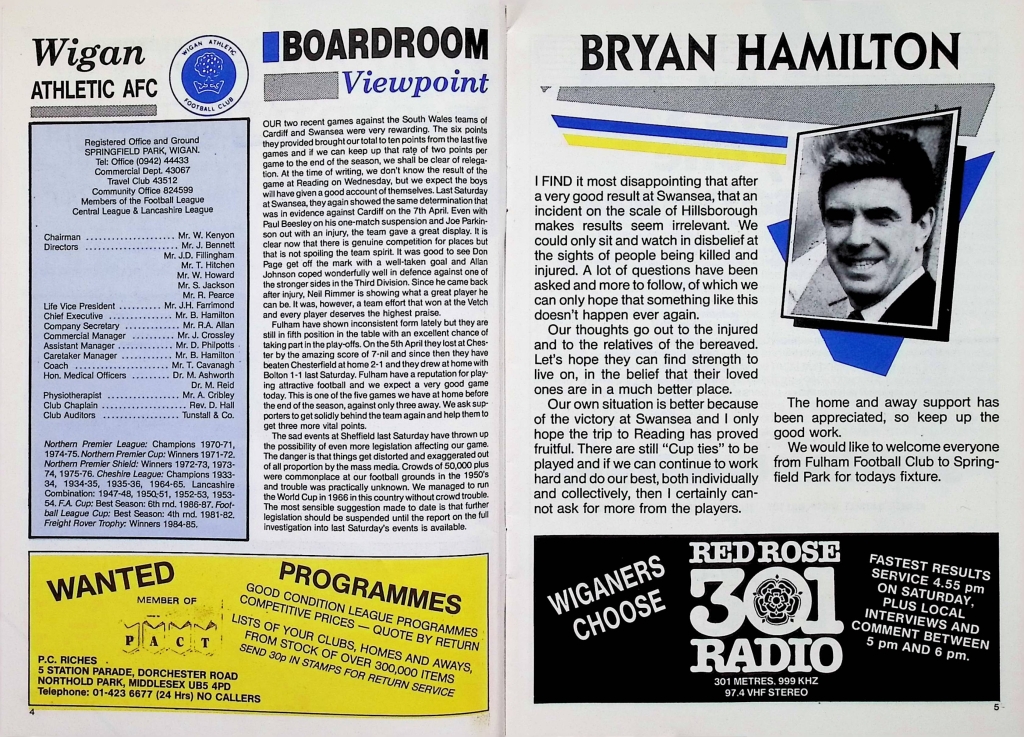 Wigan
ATHLETIC AFC
WIGAN ATHLETIC
FOOTBALL CLUB
Registered Office and Ground
SPRINGFIELD PARK, WIGAN.
Tel: Office (0942) 44433
Commercial Dept. 43067
Travel Club 43512
Community Office 824599
Members of the Football League
Central League & Lancashire League
Chairman ........................ Mr. W. Kenyon
Directors ........................ Mr. J. Bennett
Mr. J.D. Fillingham
Mr. T. Hitchen
Mr. W. Howard
Mr. S. Jackson
Mr. R. Pearce
Life Vice President .......... Mr. J.H. Farrimond
Chief Executive .............. Mr. B. Hamilton
Company Secretary ......... Mr. R.A. Allan
Commercial Manager ....... Mr. J. Crossley
Assistant Manager .......... Mr. D. Philpotts
Caretaker Manager .......... Mr. B. Hamilton
Coach .......................... Mr. T. Cavanagh
Hon. Medical Officers ....... Dr. M. Ashworth
Dr. M. Reid
Physiotherapist ................ Mr. A. Cribley
Club Chaplain .................... Rev. D. Hall
Club Auditors ................. Tunstall & Co.
Northern Premier League: Champions 1970-71,
1974-75. Northern Premier Cup: Winners 1971-72.
Northern Premier Shield: Winners 1972-73, 1973-
74, 1975-76. Cheshire League: Champions 1933-
34, 1934-35, 1935-36, 1964-65. Lancashire
Combination: 1947-48, 1950-51, 1952-53, 1953-
54. F.A. Cup: Best Season: 6th rnd. 1986-87. Foot-
ball League Cup: Best Season: 4th rnd. 1981-82.
Freight Rover Trophy: Winners 1984-85.
BOARDROOM
Viewpoint
OUR two recent games against the South Wales teams of
Cardiff and Swansea were very rewarding. The six points
they provided brought our total to ten points from the last five
games and if we can keep up that rate of two points per
game to the end of the season, we shall be clear of relega-
tion. At the time of writing, we don't know the result of the
game at Reading on Wednesday, but we expect the boys
will have given a good account of themselves. Last Saturday
at Swansea, they again showed the same determination that
was in evidence against Cardiff on the 7th April. Even with
Paul Beesley on his one-match suspension and Joe Parkin-
son out with an injury, the team gave a great display. It is
clear now that there is genuine competition for places but
that is not spoiling the team spirit. It was good to see Don
Page get off the mark with a well-taken goal and Allan
Johnson coped wonderfully well in defence against one of
the stronger sides in the Third Division. Since he came back
after injury, Neil Rimmer is showing what a great player he
can be. It was, however, a team effort that won at the Vetch
and every player deserves the highest praise.
Fulham have shown inconsistent form lately but they are
still in fifth position in the table with an excellent chance of
taking part in the play-offs. On the 5th April they lost at Ches-
ter by the amazing score of 7-nil and since then they have
beaten Chesterfield at home 2-1 and they drew at home with
Bolton 1-1 last Saturday. Fulham have a reputation for play-
ing attractive football and we expect a very good game
today. This is one of the five games we have at home before
the end of the season, against only three away. We ask sup-
porters to get solidly behind the team again and help them to
get three more vital points.
The sad events at Sheffield last Saturday have thrown up
the possibility of even more legislation affecting our game.
The danger is that things get distorted and exaggerated out
of all proportion by the mass media. Crowds of 50,000 plus
were commonplace at our football grounds in the 1950's
and trouble was practically unknown. We managed to run
the World Cup in 1966 in this country without crowd trouble.
The most sensible suggestion made to date is that further
legislation should be suspended until the report on the full
investigation into last Saturday's events is available.
WANTED
MEMBER OF
PACT
P.C. RICHES
5 STATION PARADE, DORCHESTER ROAD
NORTHOLD PARK, MIDDLESEX UB5 4PD
Telephone: 01-423 6677 (24 Hrs) NO CALLERS
PROGRAMMES
GOOD CONDITION LEAGUE PROGRAMMES
COMPETITIVE PRICES — QUOTE BY RETURN
LISTS OF YOUR CLUBS, HOMES AND AWAYS,
FROM STOCK OF OVER 300,000 ITEMS
SEND 30p IN STAMPS FOR RETURN SERVICE
4
BRYAN HAMILTON
I FIND it most disappointing that after
a very good result at Swansea, that an
incident on the scale of Hillsborough
makes results seem irrelevant. We
could only sit and watch in disbelief at
the sights of people being killed and
injured. A lot of questions have been
asked and more to follow, of which we
can only hope that something like this
doesn't happen ever again.
Our thoughts go out to the injured
and to the relatives of the bereaved.
Let's hope they can find strength to
live on, in the belief that their loved
ones are in a much better place.
Our own situation is better because
of the victory at Swansea and I only
hope the trip to Reading has proved
fruitful. There are still "Cup ties" to be
played and if we can continue to work
hard and do our best, both individually
and collectively, then I certainly can-
not ask for more from the players.
The home and away support has
been appreciated, so keep up the
good work.
We would like to welcome everyone
from Fulham Football Club to Spring-
field Park for todays fixture.
WIGANERS
CHOOSE
RED ROSE
301
RADIO
301 METRES. 999 KHZ
97.4 VHF STEREO
FASTEST RESULTS
SERVICE 4.55 pm
ON SATURDAY,
PLUS LOCAL
INTERVIEWS AND
COMMENT BETWEEN
5 pm AND 6 pm.
5